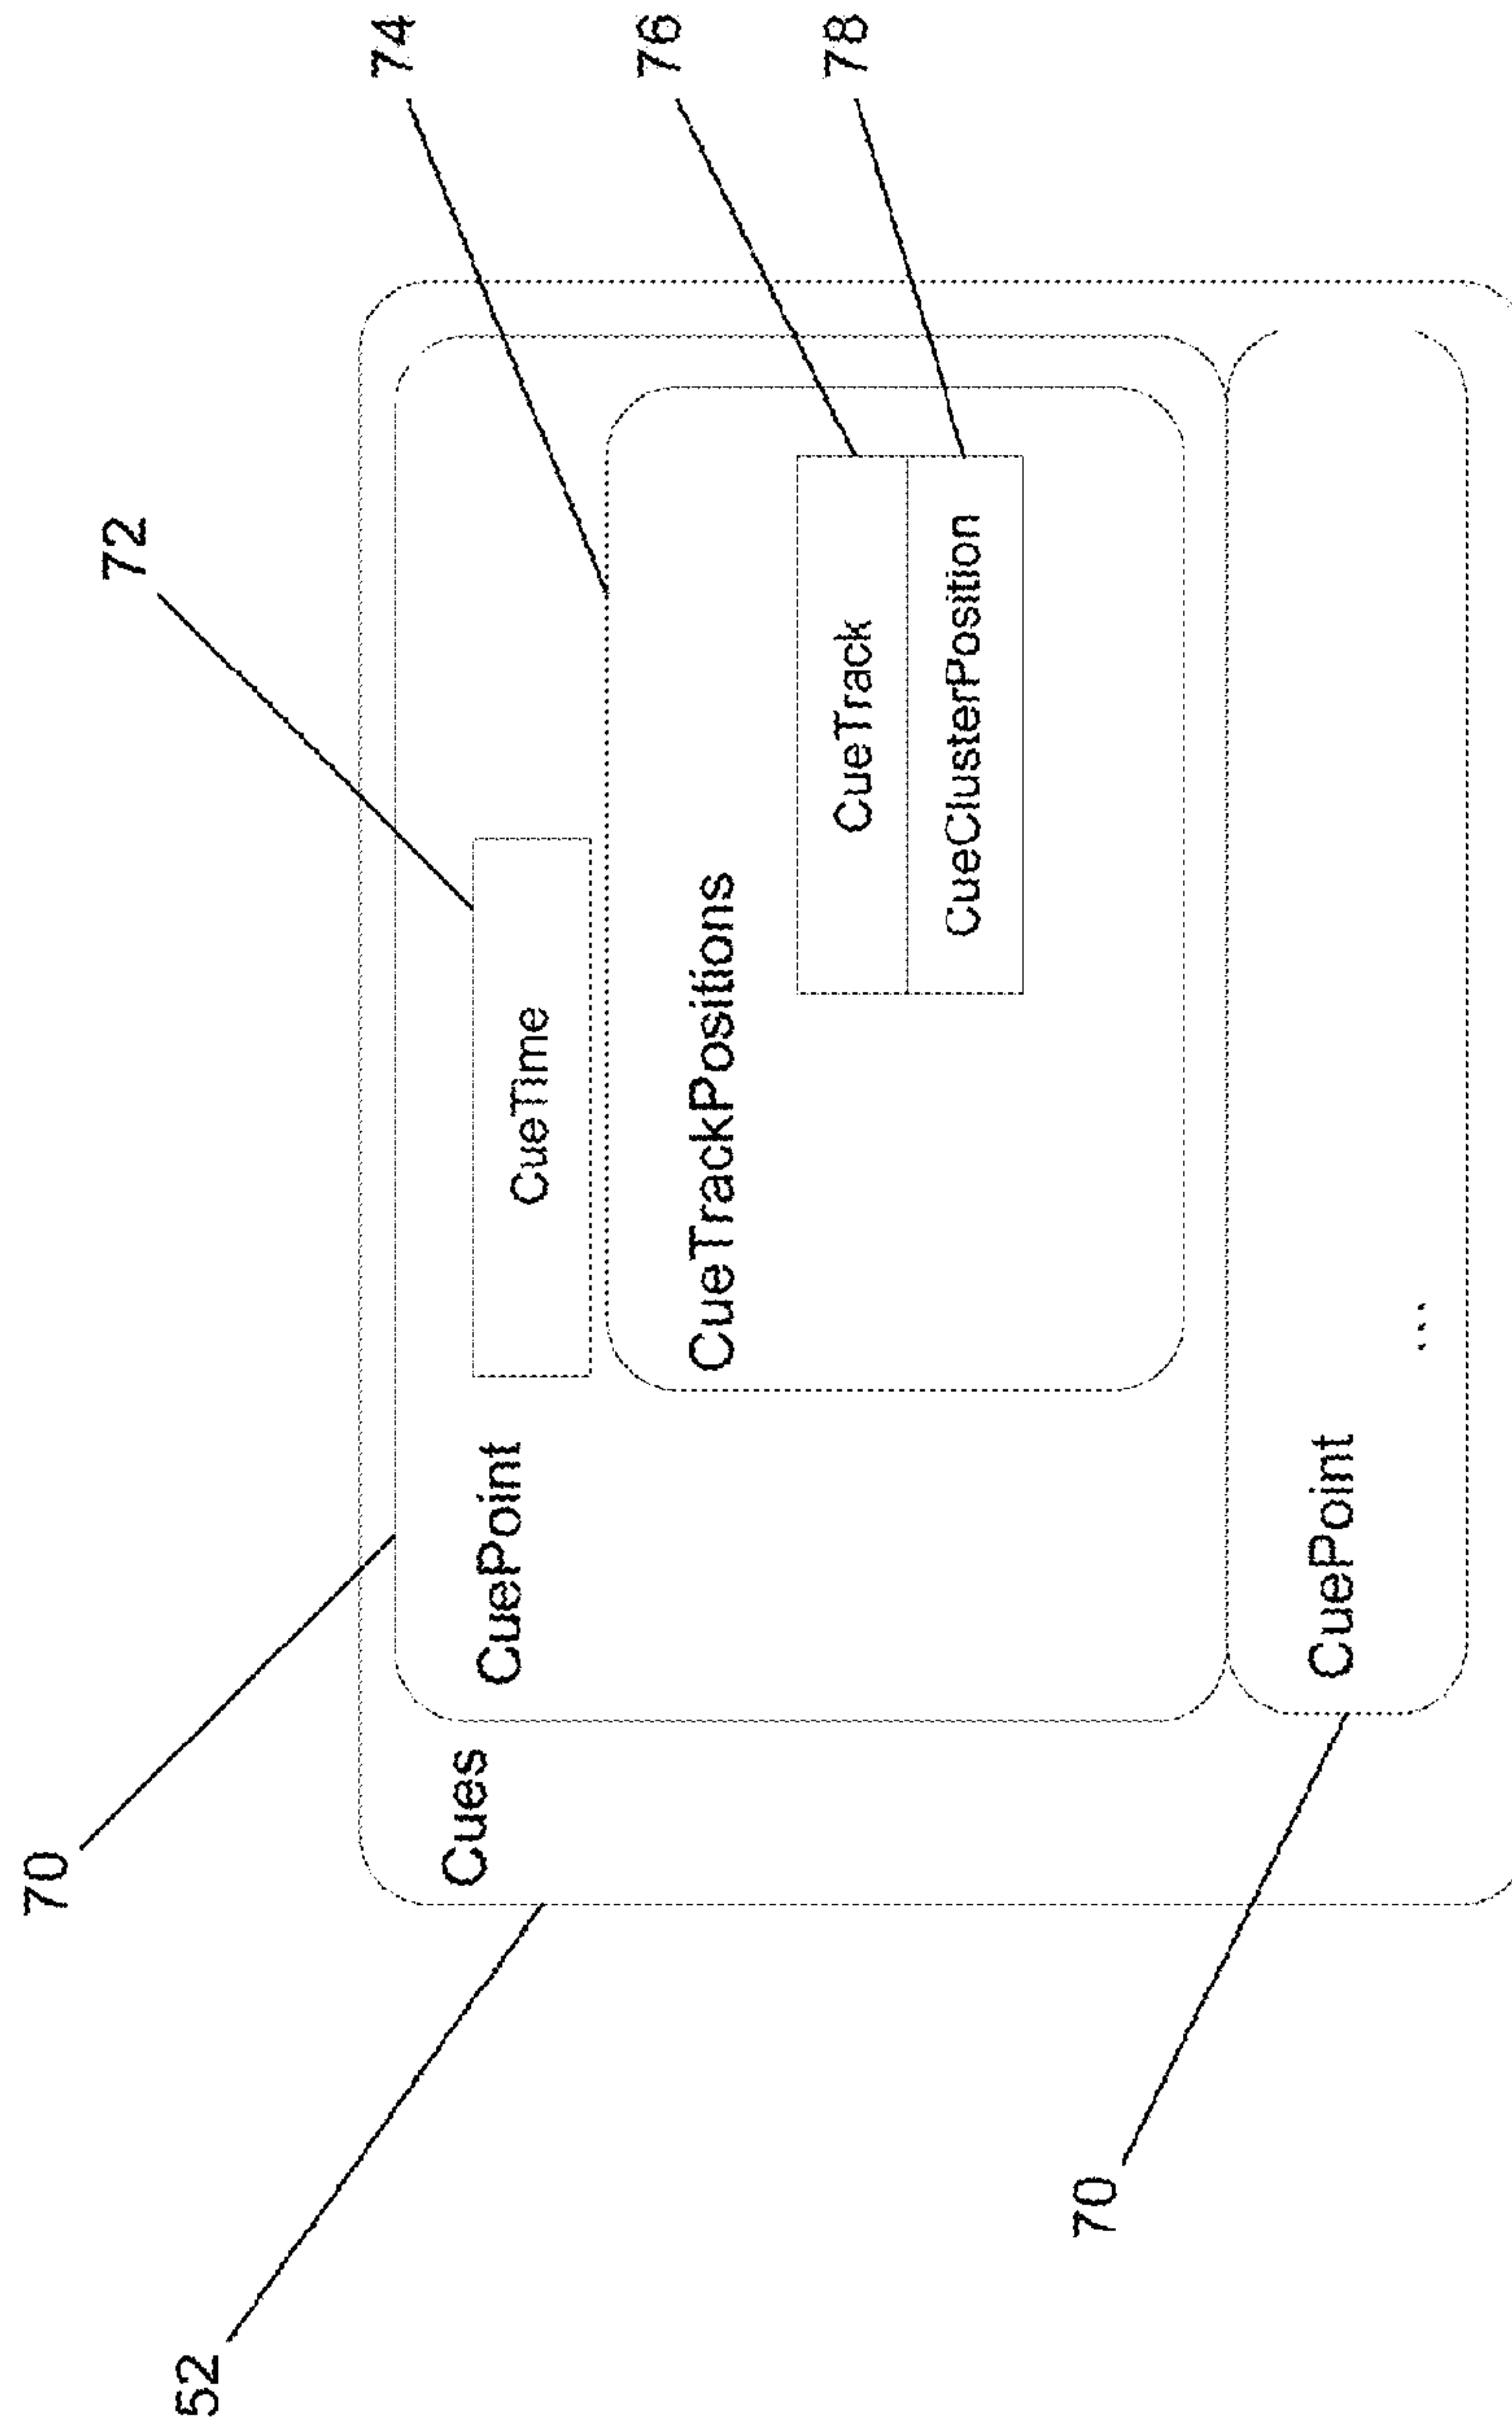 72
70
74
Cues
CuePoint
CueTime
52
CueTrackPositions
76
CueTrack
78
CueClusterPosition
CuePoint
...
70